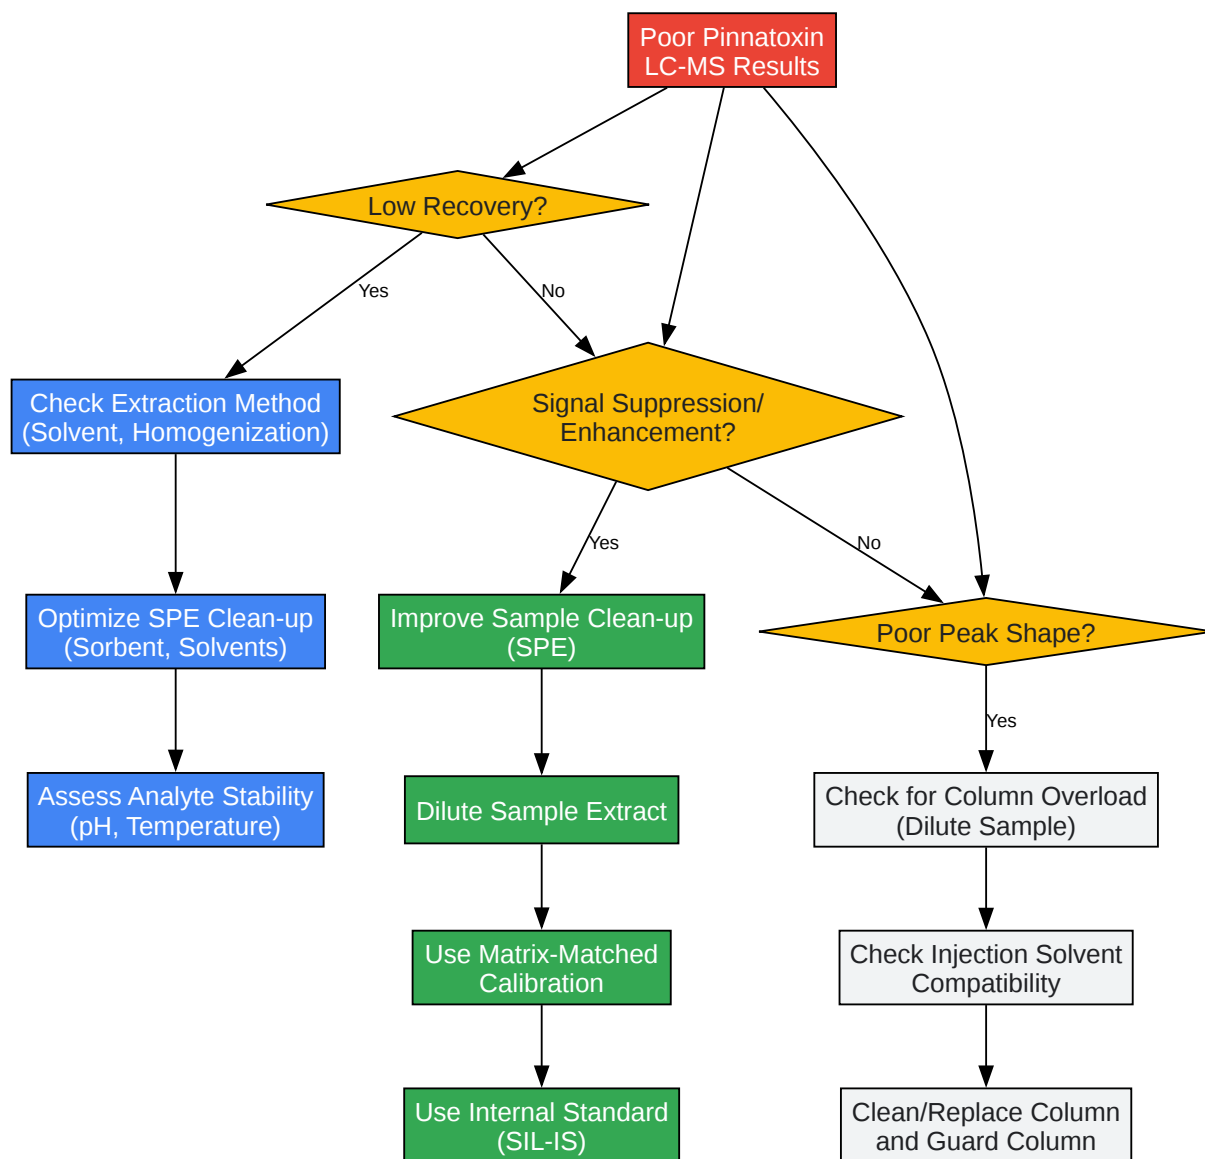 Poor Pinnatoxin
LC-MS Results
Low Recovery?
Yes
No
Check Extraction Method
(Solvent, Homogenization)
Signal Suppression/
Enhancement?
Yes
No
Optimize SPE Clean-up
(Sorbent, Solvents)
Improve Sample Clean-up
(SPE)
Poor Peak Shape?
Yes
Assess Analyte Stability
(pH, Temperature)
Dilute Sample Extract
Check for Column Overload
(Dilute Sample)
Use Matrix-Matched
Calibration
Check Injection Solvent
Compatibility
Use Internal Standard
(SIL-IS)
Clean/Replace Column
and Guard Column